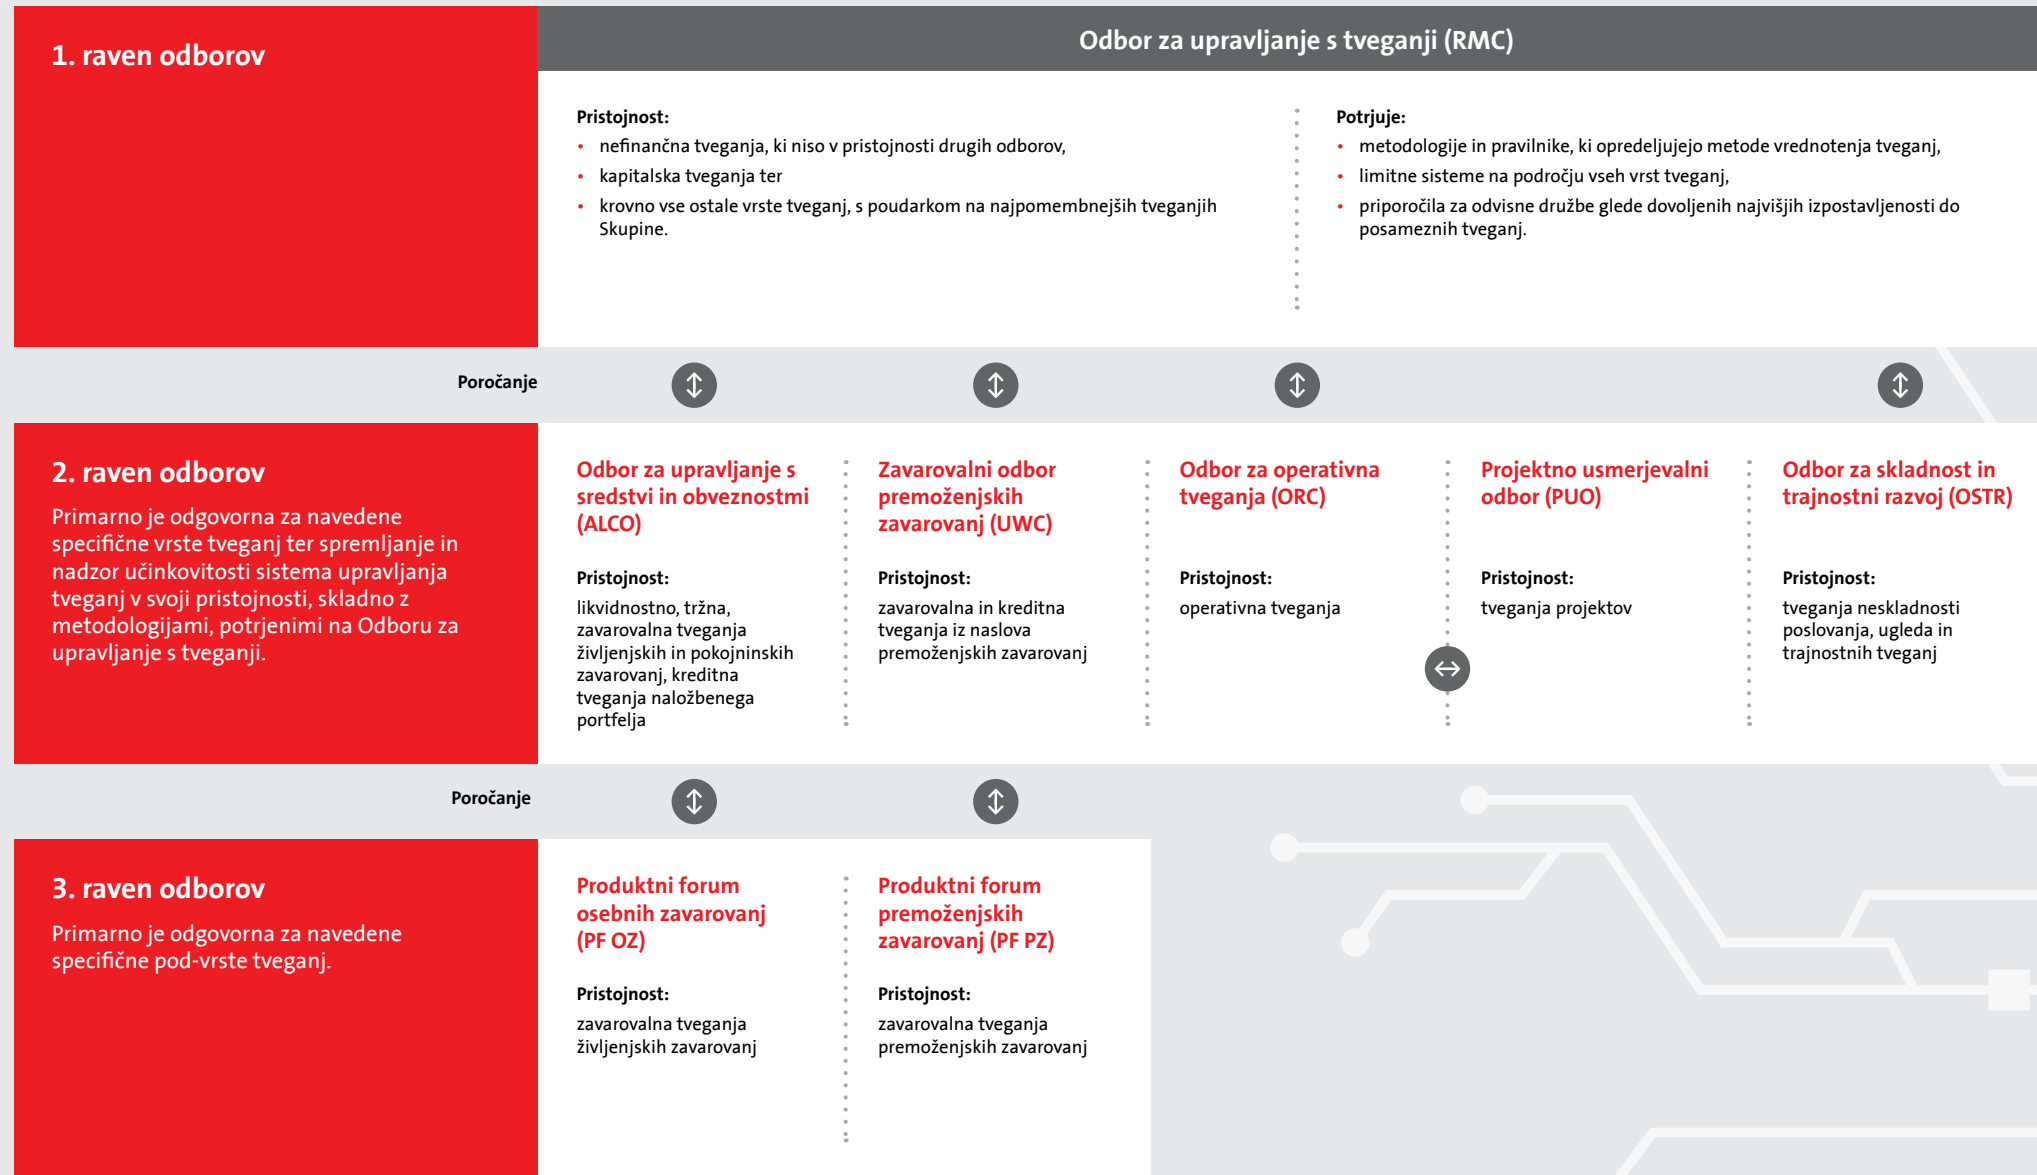 1. raven odborov
Odbor za upravljanje s tveganji (RMC)
Pristojnost:
• nefinančna tveganja, ki niso v pristojnosti drugih odborov,
• kapitalska tveganja ter
• krovno vse ostale vrste tveganj, s poudarkom na najpomembnejših tveganjih
Skupine.
Potrjuje:
• metodologije in pravilnike, ki opredeljujejo metode vrednotenja tveganj,
• limitne sisteme na področju vseh vrst tveganj,
• priporočila za odvisne družbe glede dovoljenih najvišjih izpostavljenosti do
posameznih tveganj.
Poročanje
2. raven odborov
Primarno je odgovorna za navedene
specifične vrste tveganj ter spremljanje in
nadzor učinkovitosti sistema upravljanja
tveganj v svoji pristojnosti, skladno z
metodologijami, potrjenimi na Odboru za
upravljanje s tveganji.
Odbor za upravljanje s
sredstvi in obveznostmi
(ALCO)
Pristojnost:
likvidnostno, tržna,
zavarovalna tveganja
življenjskih in pokojninskih
zavarovanj, kreditna
tveganja naložbenega
portfelja
Zavarovalni odbor
premoženjskih
zavarovanj (UWC)
Pristojnost:
zavarovalna in kreditna
tveganja iz naslova
premoženjskih zavarovanj
Odbor za operativna
tveganja (ORC)
Pristojnost:
operativna tveganja
Projektno usmerjevalni
odbor (PUO)
Pristojnost:
tveganja projektov
Odbor za skladnost in
trajnostni razvoj (OSTR)
Pristojnost:
tveganja neskladnosti
poslovanja, ugleda in
trajnostnih tveganj
Poročanje
3. raven odborov
Primarno je odgovorna za navedene
specifične pod-vrste tveganj.
Produktni forum
osebnih zavarovanj
(PF OZ)
Pristojnost:
zavarovalna tveganja
življenjskih zavarovanj
Produktni forum
premoženjskih
zavarovanj (PF PZ)
Pristojnost:
zavarovalna tveganja
premoženjskih zavarovanj